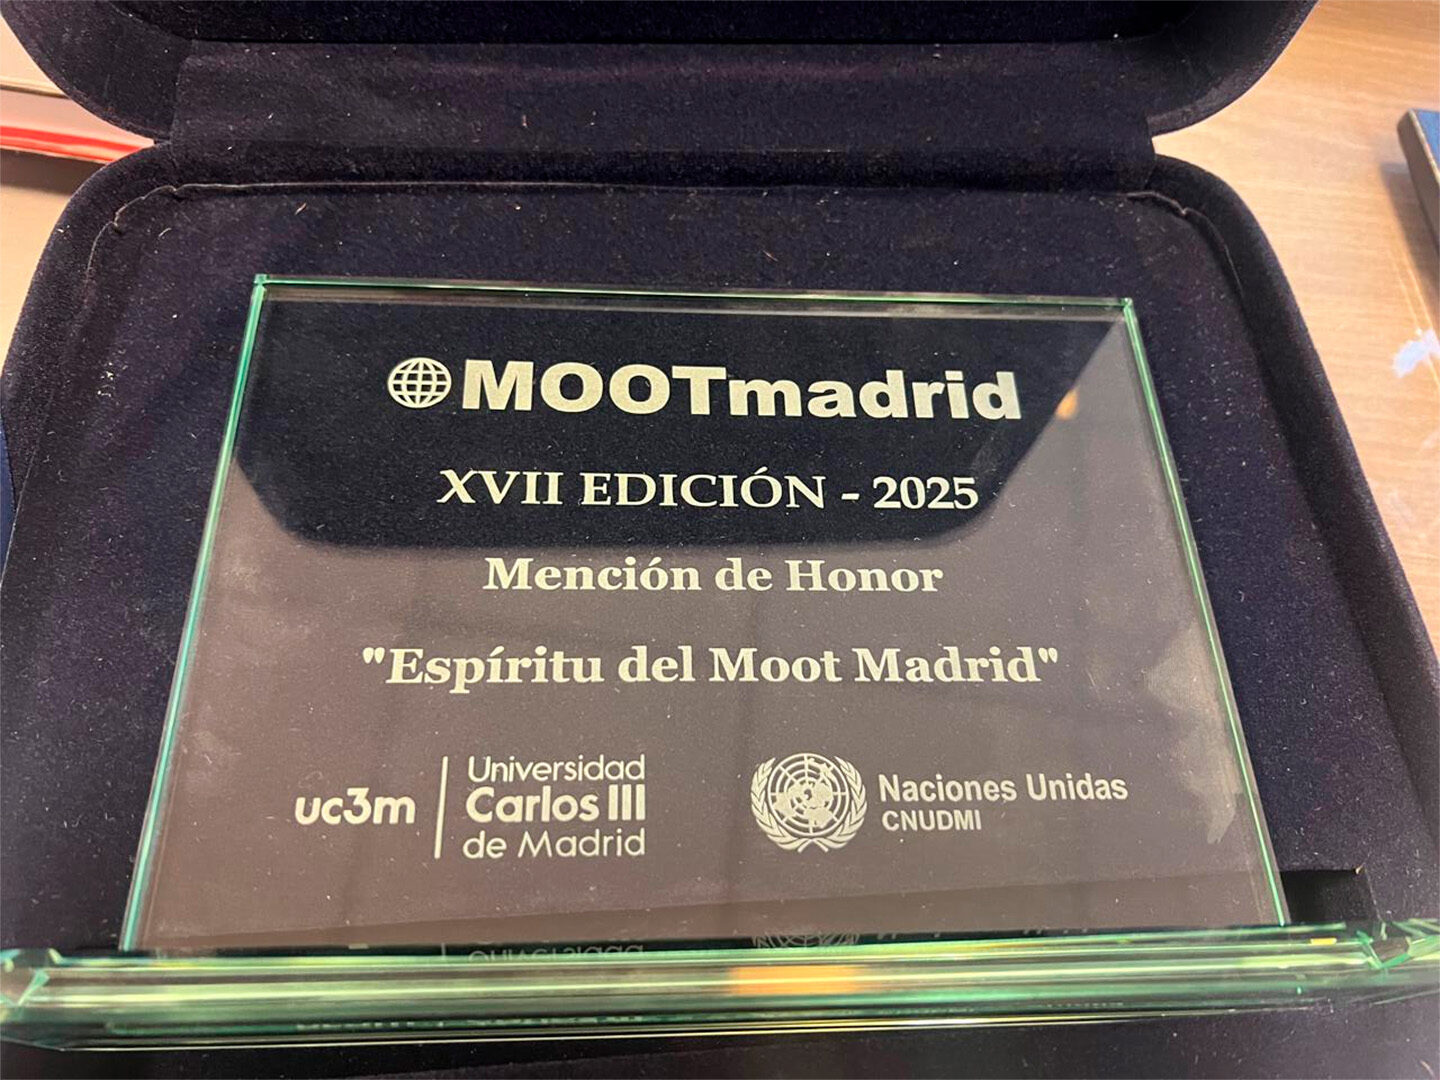 MOOTmadrid
XVII EDICIÓN - 2025
Mención de Honor
"Espíritu del Moot Madrid"
uc3m
Universidad
Carlos III
de Madrid
Naciones Unidas
CNUDMI